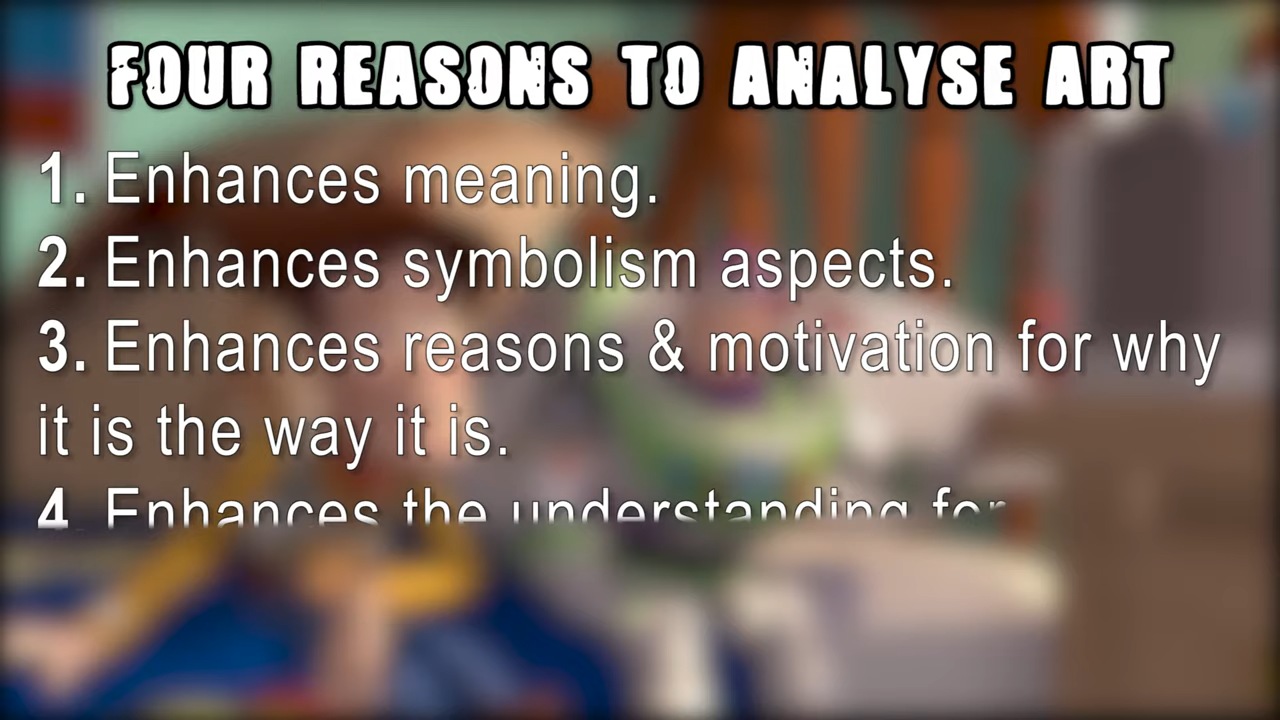 FOUR REASONS TO ANALYSE ART
1. Enhances meaning.
2. Enhances symbolism aspects.
3. Enhances reasons & motivation for why
it is the way it is.
4 Enhances the understanding for